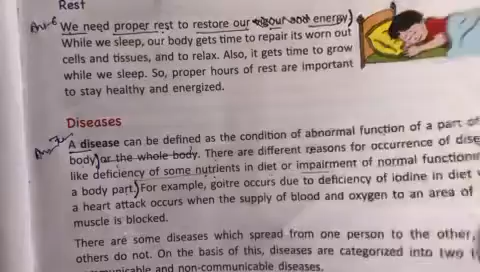 Rest
Ans-6 We need proper rest to restore our vigour and energy)
While we sleep, our body gets time to repair its worn out
cells and tissues, and to relax. Also, it gets time to grow
while we sleep. So, proper hours of rest are important
to stay healthy and energized.
Diseases
Ans A disease can be defined as the condition of abnormal function of a part of
body) or the whole body. There are different reasons for occurrence of dise
like deficiency of some nutrients in diet or impairment of normal functionin
a body part.) For example, goitre occurs due to deficiency of iodine in diet
a heart attack occurs when the supply of blood and oxygen to an area of
muscle is blocked.
There are some diseases which spread from one person to the other,
others do not. On the basis of this, diseases are categorized into two
municable and non-communicable diseases.